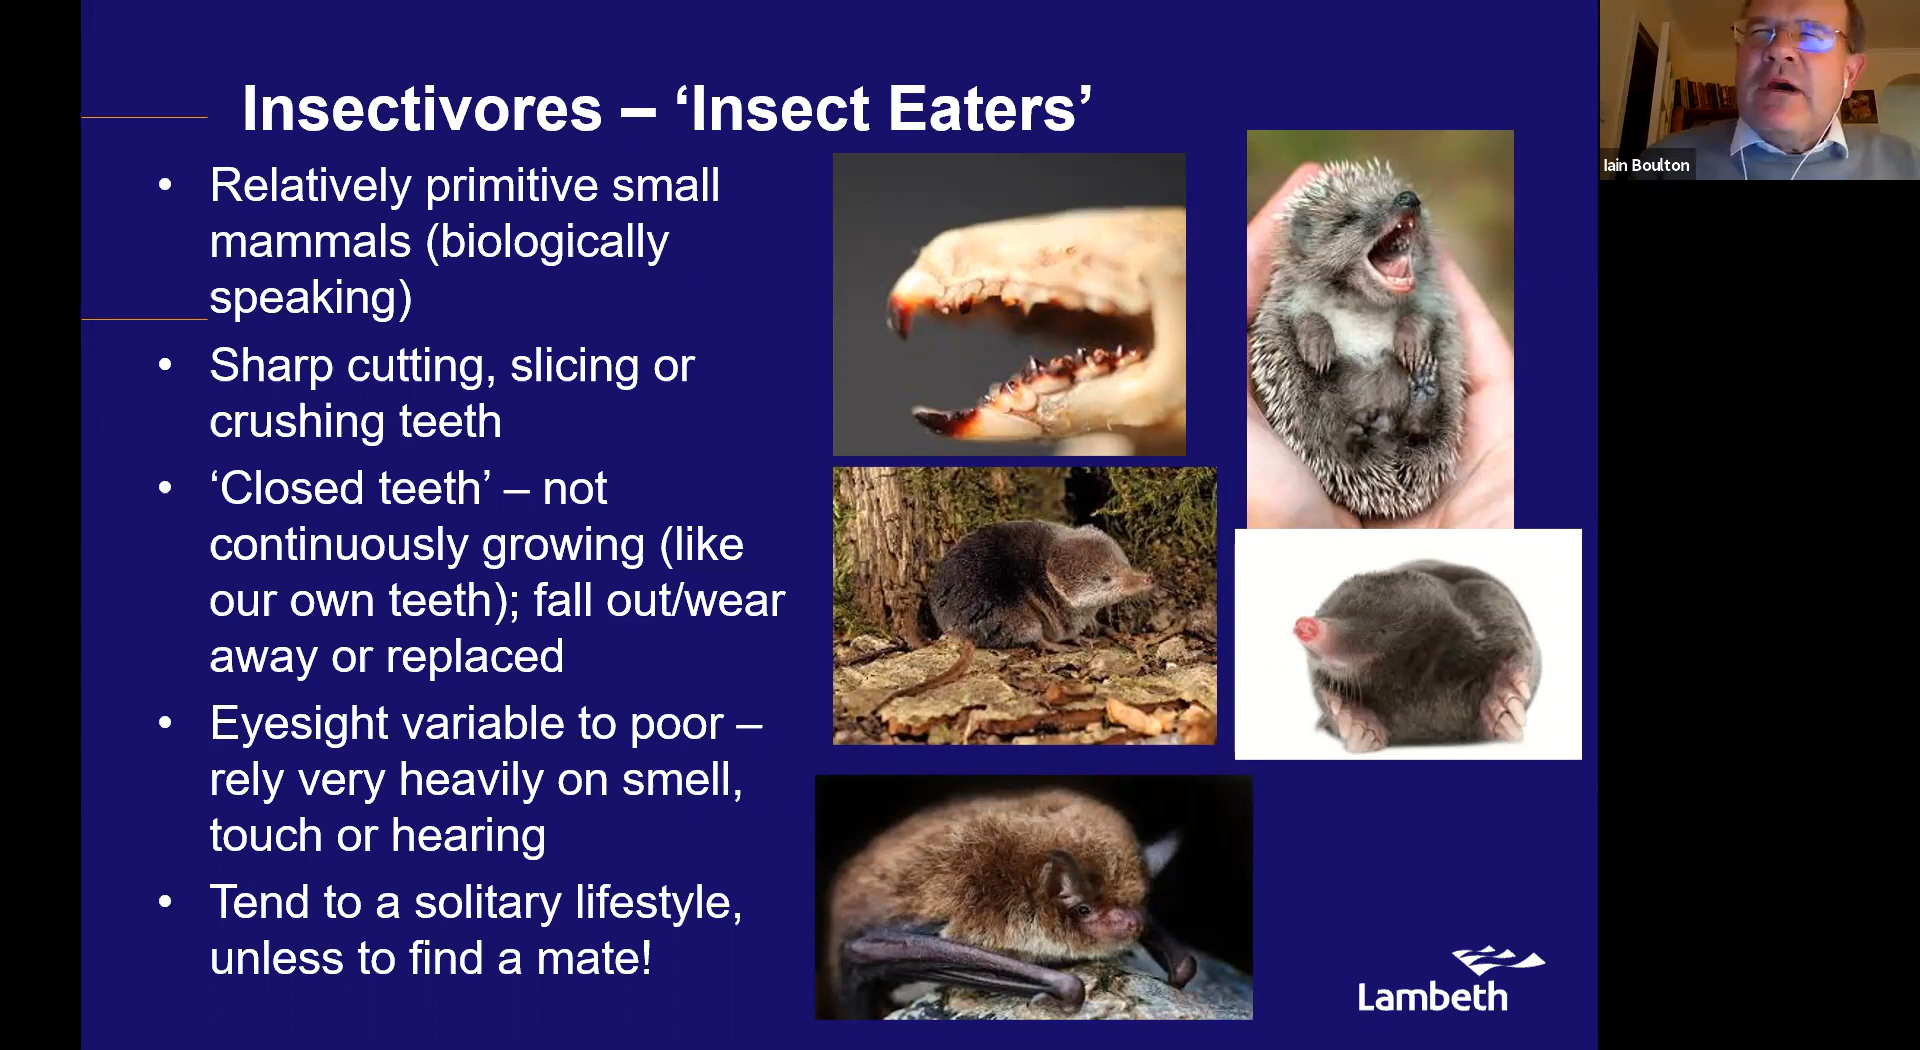 Insectivores – ‘Insect Eaters’
• Relatively primitive small
mammals (biologically
speaking)
• Sharp cutting, slicing or
crushing teeth
• ‘Closed teeth’ – not
continuously growing (like
our own teeth); fall out/wear
away or replaced
• Eyesight variable to poor –
rely very heavily on smell,
touch or hearing
• Tend to a solitary lifestyle,
unless to find a mate!
Lambeth
Iain Boulton